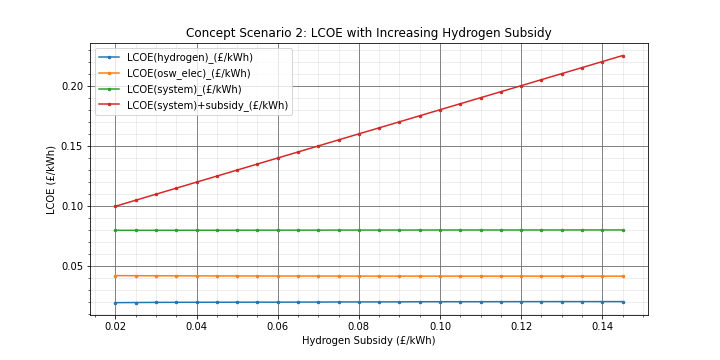 Concept Scenario 2: LCOE with Increasing Hydrogen Subsidy
LCOE(hydrogen)_(£/kWh)
LCOE(osw_elec)_(£/kWh)
LCOE(system)_(£/kWh)
LCOE(system)+subsidy_(£/kWh)
LCOE (£/kWh)
0.20
0.15
0.10
0.05
0.02 0.04 0.06 0.08 0.10 0.12 0.14
Hydrogen Subsidy (£/kWh)